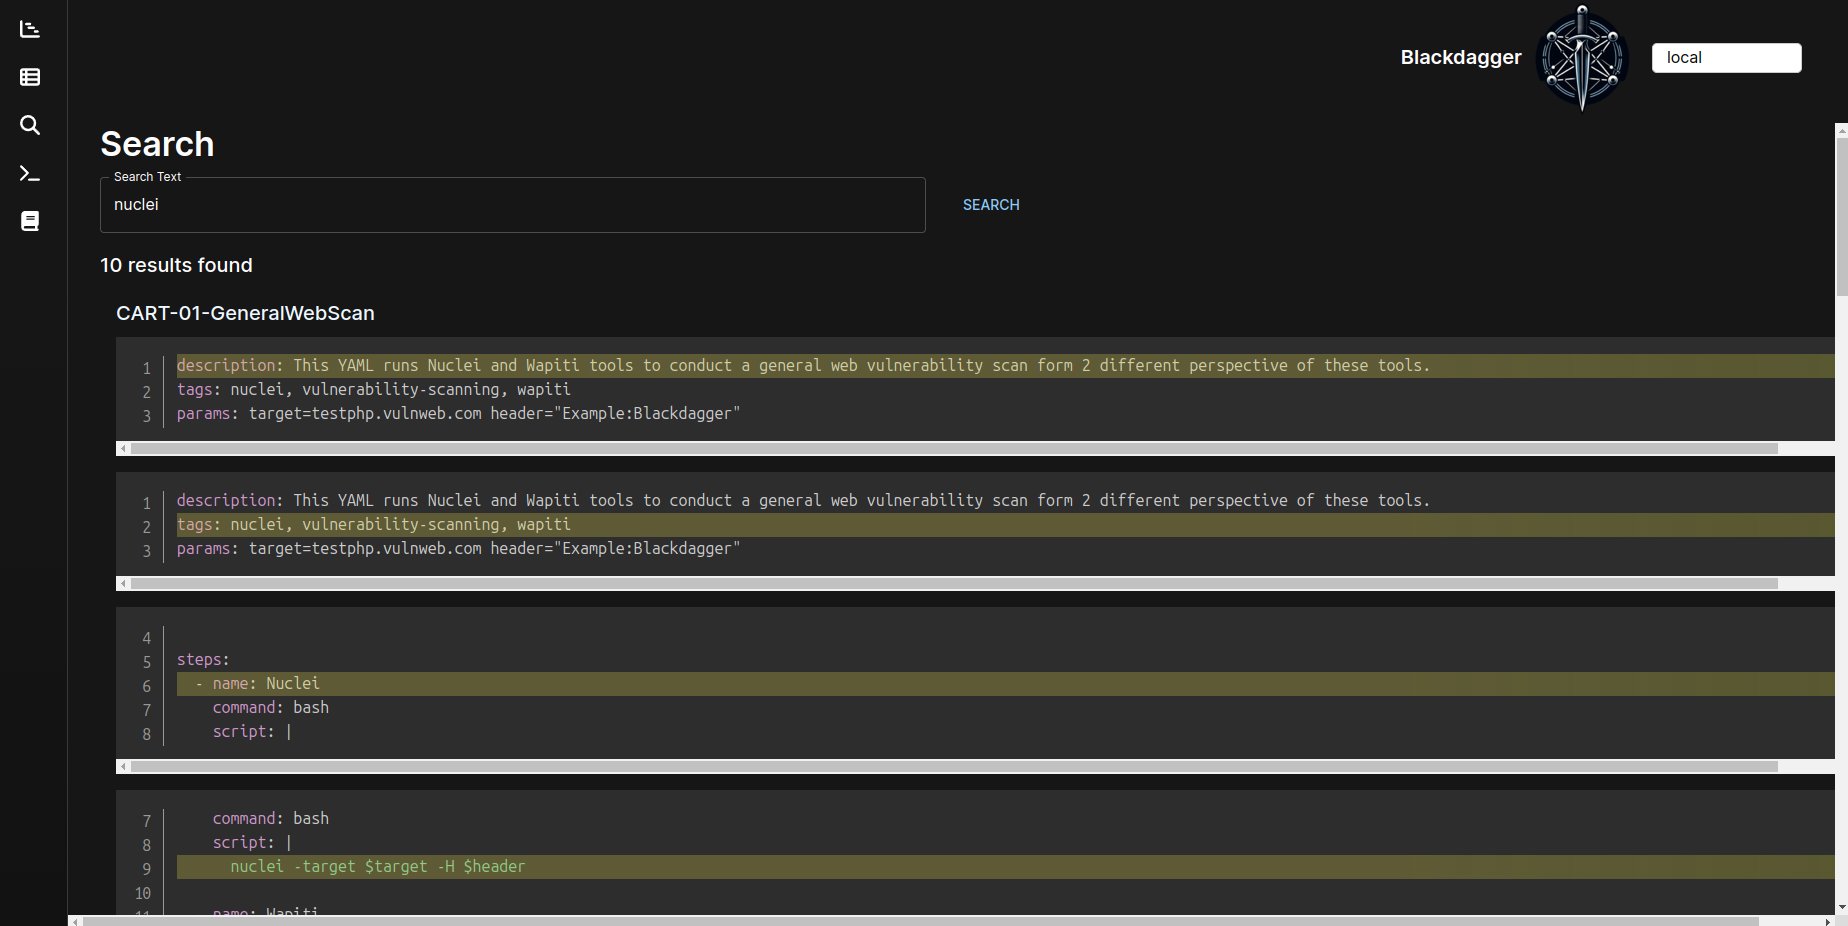 Blackdagger
local
Search
Search Text
nuclei
SEARCH
10 results found
CART-01-GeneralWebScan
1 description: This YAML runs Nuclei and Wapiti tools to conduct a general web vulnerability scan form 2 different perspective of these tools.
2 tags: nuclei, vulnerability-scanning, wapiti
3 params: target=testphp.vulnweb.com header="Example:Blackdagger"
1 description: This YAML runs Nuclei and Wapiti tools to conduct a general web vulnerability scan form 2 different perspective of these tools.
2 tags: nuclei, vulnerability-scanning, wapiti
3 params: target=testphp.vulnweb.com header="Example:Blackdagger"
4
5 steps:
6 - name: Nuclei
7 command: bash
8 script: |
7 command: bash
8 script: |
9 nuclei -target $target -H $header
10
11 name: Wapiti